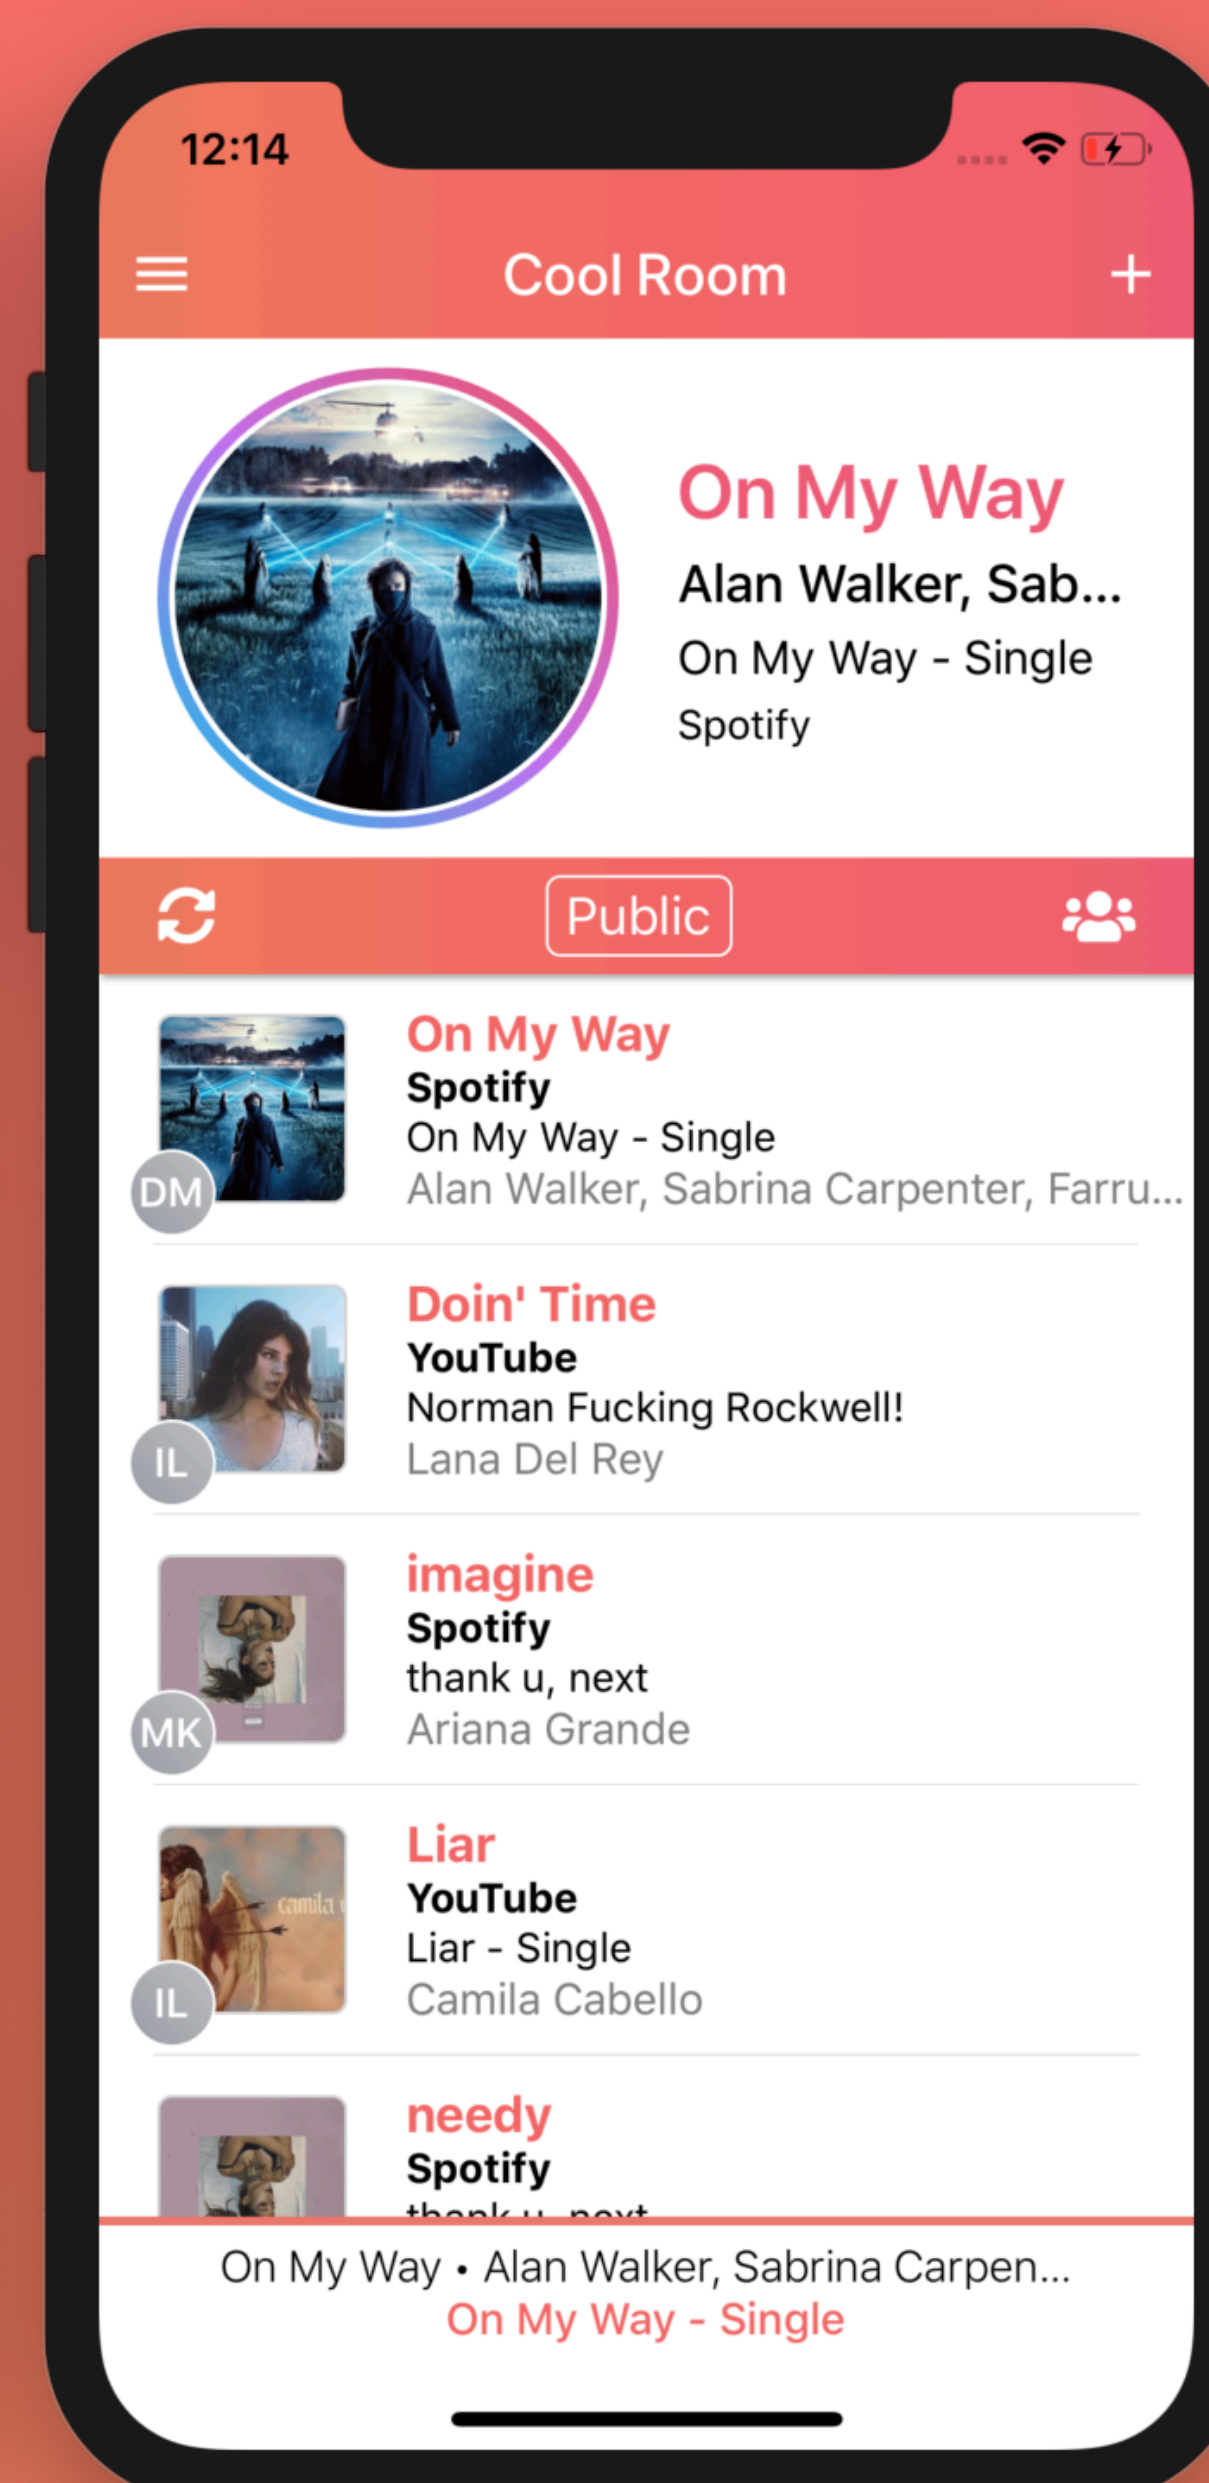 12:14
Cool Room
On My Way
Alan Walker, Sab...
On My Way - Single
Spotify
Public
On My Way
Spotify
On My Way - Single
Alan Walker, Sabrina Carpenter, Farru...
DM
Doin' Time
YouTube
Norman Fucking Rockwell!
Lana Del Rey
IL
imagine
Spotify
thank u, next
Ariana Grande
MK
Liar
YouTube
Liar - Single
camila
Camila Cabello
IL
needy
Spotify
thank u, next
On My Way • Alan Walker, Sabrina Carpen...
On My Way - Single